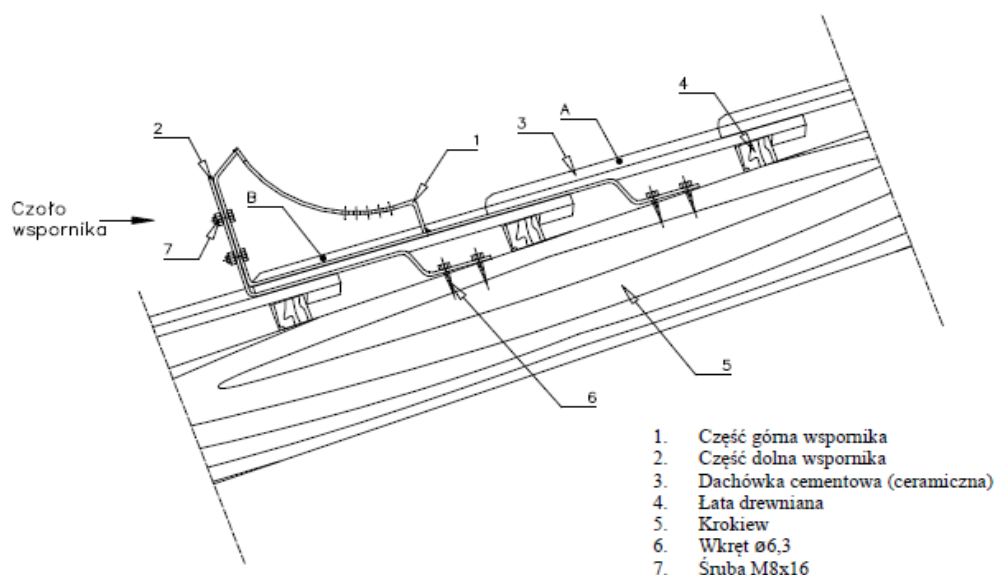 4
A
3
2
1
B
Czoło
wspornika
7
5
6
1. Część górna wspornika
2. Część dolna wspornika
3. Dachówka cementowa (ceramiczna)
4. Łata drewniana
5. Krokiew
6. Wkręt ø6,3
7. Śruba M8x16